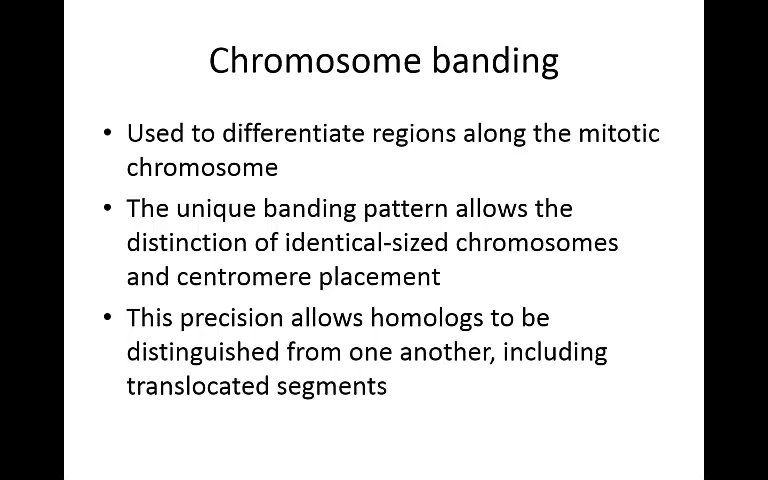 Chromosome banding
• Used to differentiate regions along the mitotic
chromosome
• The unique banding pattern allows the
distinction of identical-sized chromosomes
and centromere placement
• This precision allows homologs to be
distinguished from one another, including
translocated segments